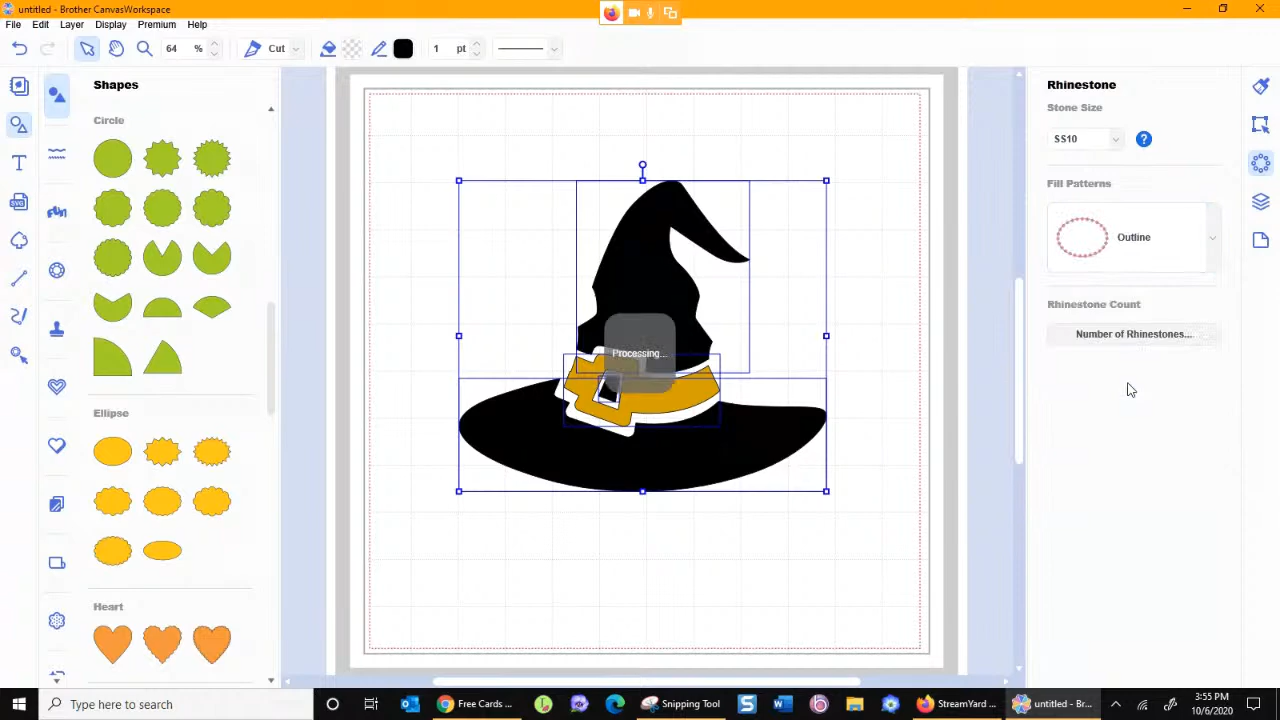 untitled - Brother CanvasWorkspace
File Edit Layer Display Premium Help
64 % Cut 1 pt
Shapes
Circle
Ellipse
Heart
Processing...
Rhinestone
Stone Size
SS10 ?
Fill Patterns
Outline
Rhinestone Count
Number of Rhinestones...
Type here to search
Free Cards ...
Snipping Tool
StreamYard ...
untitled - Br...
3:55 PM
10/6/2020